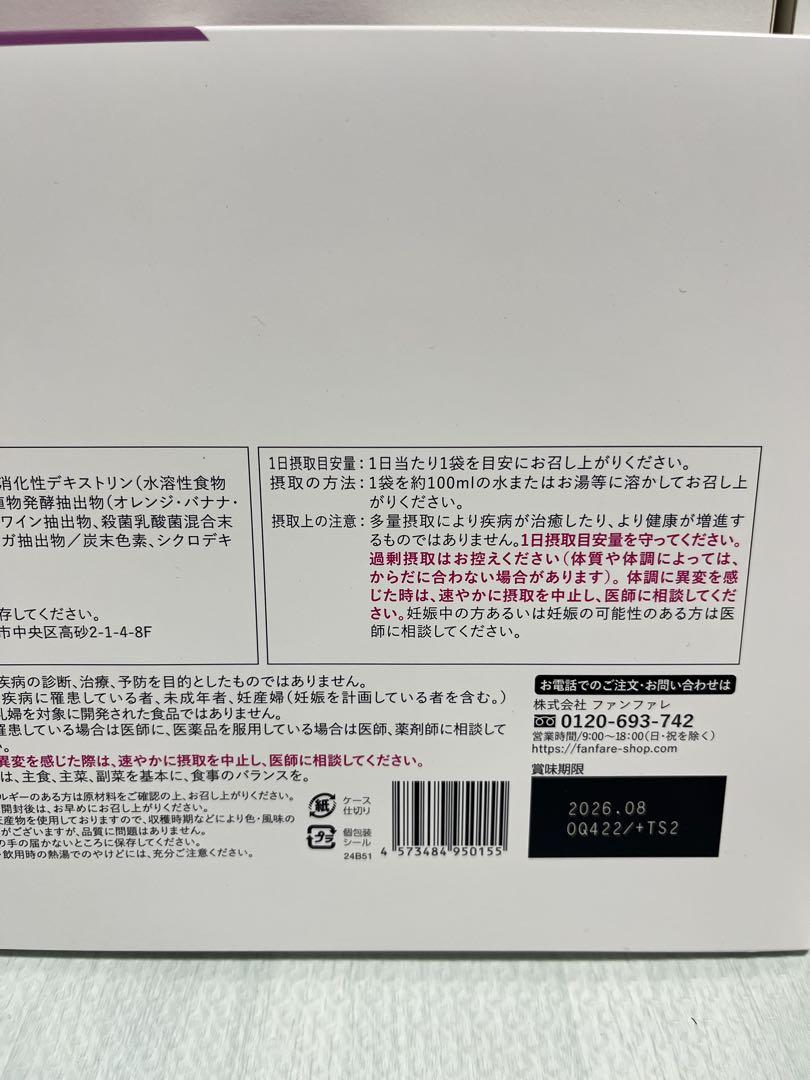 消化性デキストリン(水溶性食物
植物発酵抽出物(オレンジ・バナナ・
ワイン抽出物、殺菌乳酸菌混合末
ガ抽出物／炭末色素、シクロデキ
存してください。
市中央区高砂2-1-4-8F
1日摂取目安量：1日当たり1袋を目安にお召し上がりください。
摂取の方法：1袋を約100mlの水またはお湯等に溶かしてお召し上
がりください。
摂取上の注意：多量摂取により疾病が治癒したり、より健康が増進す
るものではありません。1日摂取目安量を守ってください。
過剰摂取はお控えください(体質や体調によっては、
からだに合わない場合があります)。体調に異変を感
じた時は、速やかに摂取を中止し、医師に相談してくだ
さい。妊娠中の方あるいは妊娠の可能性のある方は医
師に相談してください。
疾病の診断、治療、予防を目的としたものではありません。
疾病に罹患している者、未成年者、妊産婦(妊娠を計画している者を含む。)
乳婦を対象に開発された食品ではありません。
罹患している場合は医師に、医薬品を服用している場合は医師、薬剤師に相談して
い。
異変を感じた際は、速やかに摂取を中止し、医師に相談してください。
は、主食、主菜、副菜を基本に、食事のバランスを。
ルギーのある方は原材料をご確認の上、お召し上がりください。
開封後は、お早めにお召し上がりください。
産物を使用しておりますので、収穫時期などにより色・風味の
がございますが、品質に問題はありません。
の手の届かないところに保存してください。
飲用時の熱湯でのやけどには、充分ご注意ください。
紙 ケース
仕切り
プラ 個包装
シール
24B51
4 573484 950155
お電話でのご注文・お問い合わせは
株式会社 ファンファレ
0120-693-742
営業時間/9:00～18:00(日・祝を除く)
https://fanfare-shop.com
賞味期限
2026.08
0Q422/+TS2